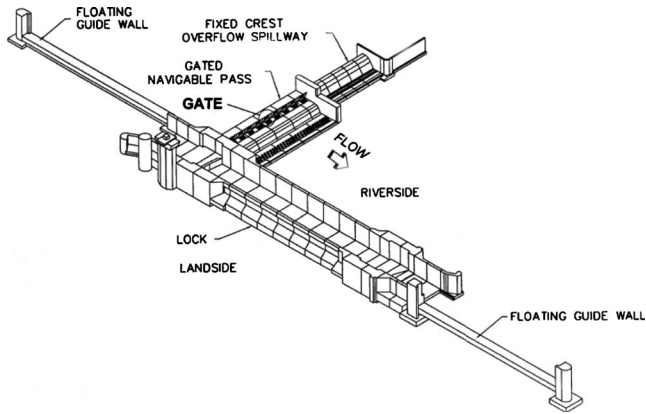 FLOATING
GUIDE WALL
FIXED CREST
OVERFLOW SPILLWAY
GATED
NAVIGABLE PASS
GATE
FLOW
RIVERSIDE
LOCK
LANDSIDE
FLOATING GUIDE WALL